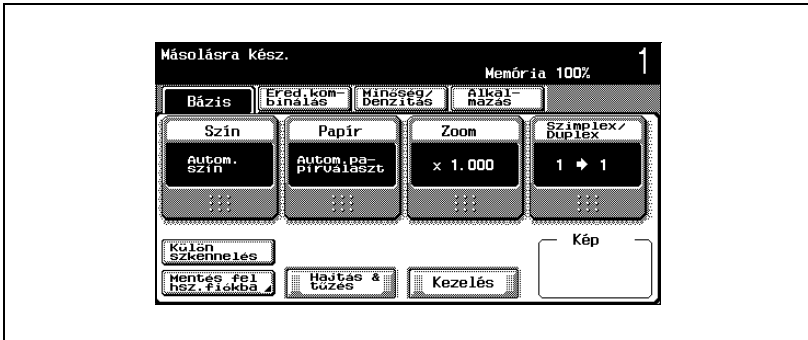 Másolásra kész.
Memória 100%
1
Bázis
Ered.kom-
binálás
Minőség/
Denzitás
Alkal-
mazás
Szín
Papír
Zoom
Szimplex/
Duplex
Autom.
szín
Autom.pa-
pírválaszt
x 1.000
1 ➔ 1
Külön
szkennelés
Kép
Mentés fel
hsz.fiókba
Hajtás &
tűzés
Kezelés